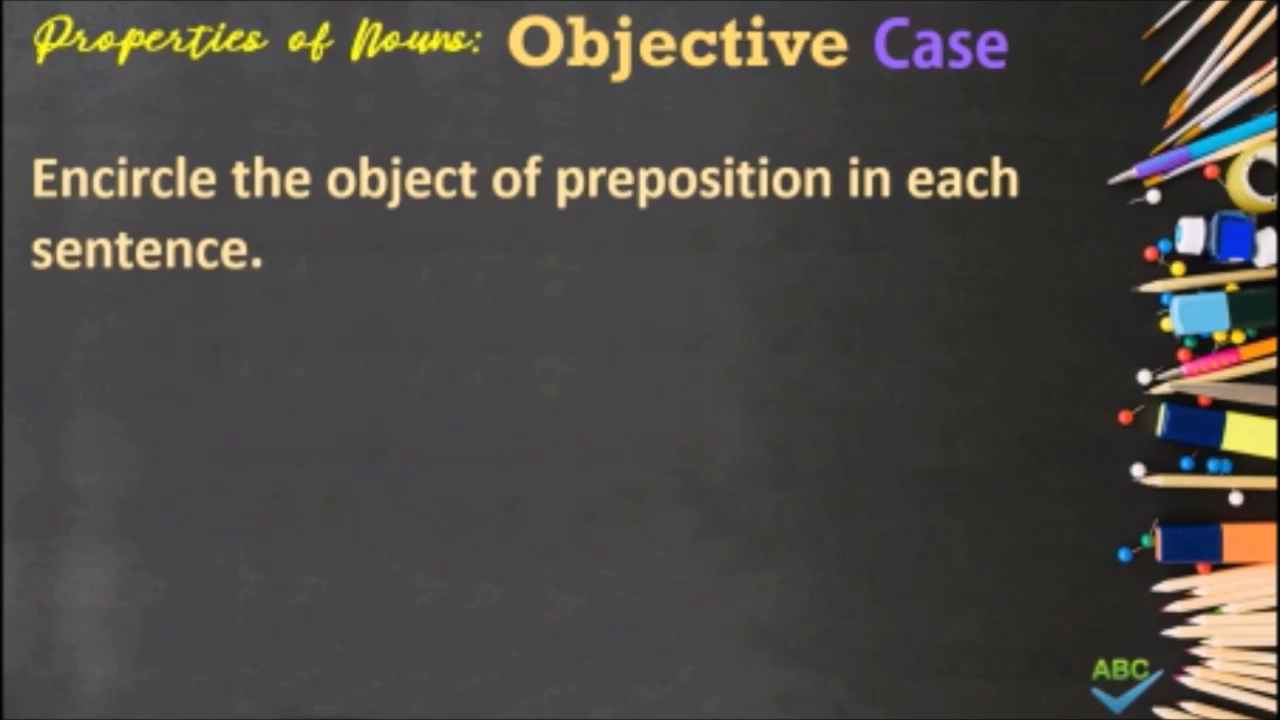 Properties of Nouns: Objective Case
Encircle the object of preposition in each
sentence.
ABC